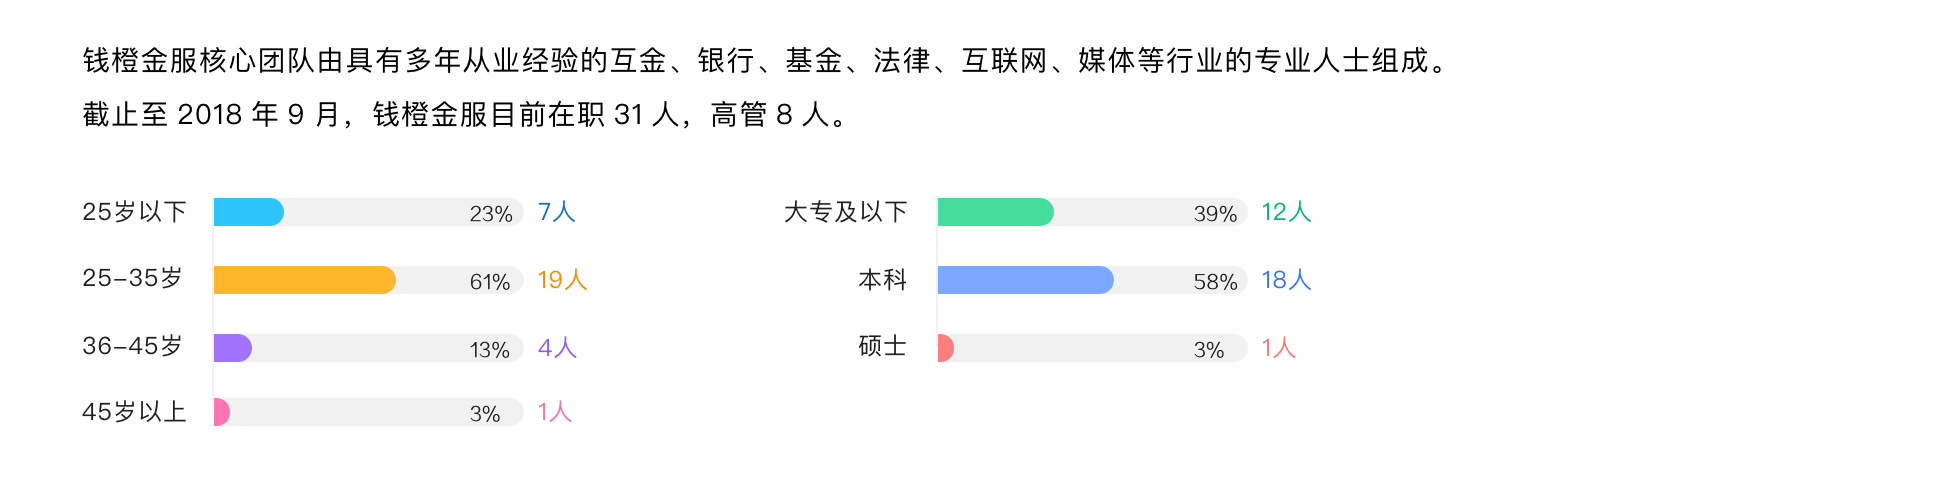 钱橙金服核心团队由具有多年从业经验的互金、银行、基金、法律、互联网、媒体等行业的专业人士组成。
截止至 2018 年 9 月，钱橙金服目前在职 31 人，高管 8 人。
25岁以下 23% 7人
25–35岁 61% 19人
36–45岁 13% 4人
45岁以上 3% 1人
大专及以下 39% 12人
本科 58% 18人
硕士 3% 1人